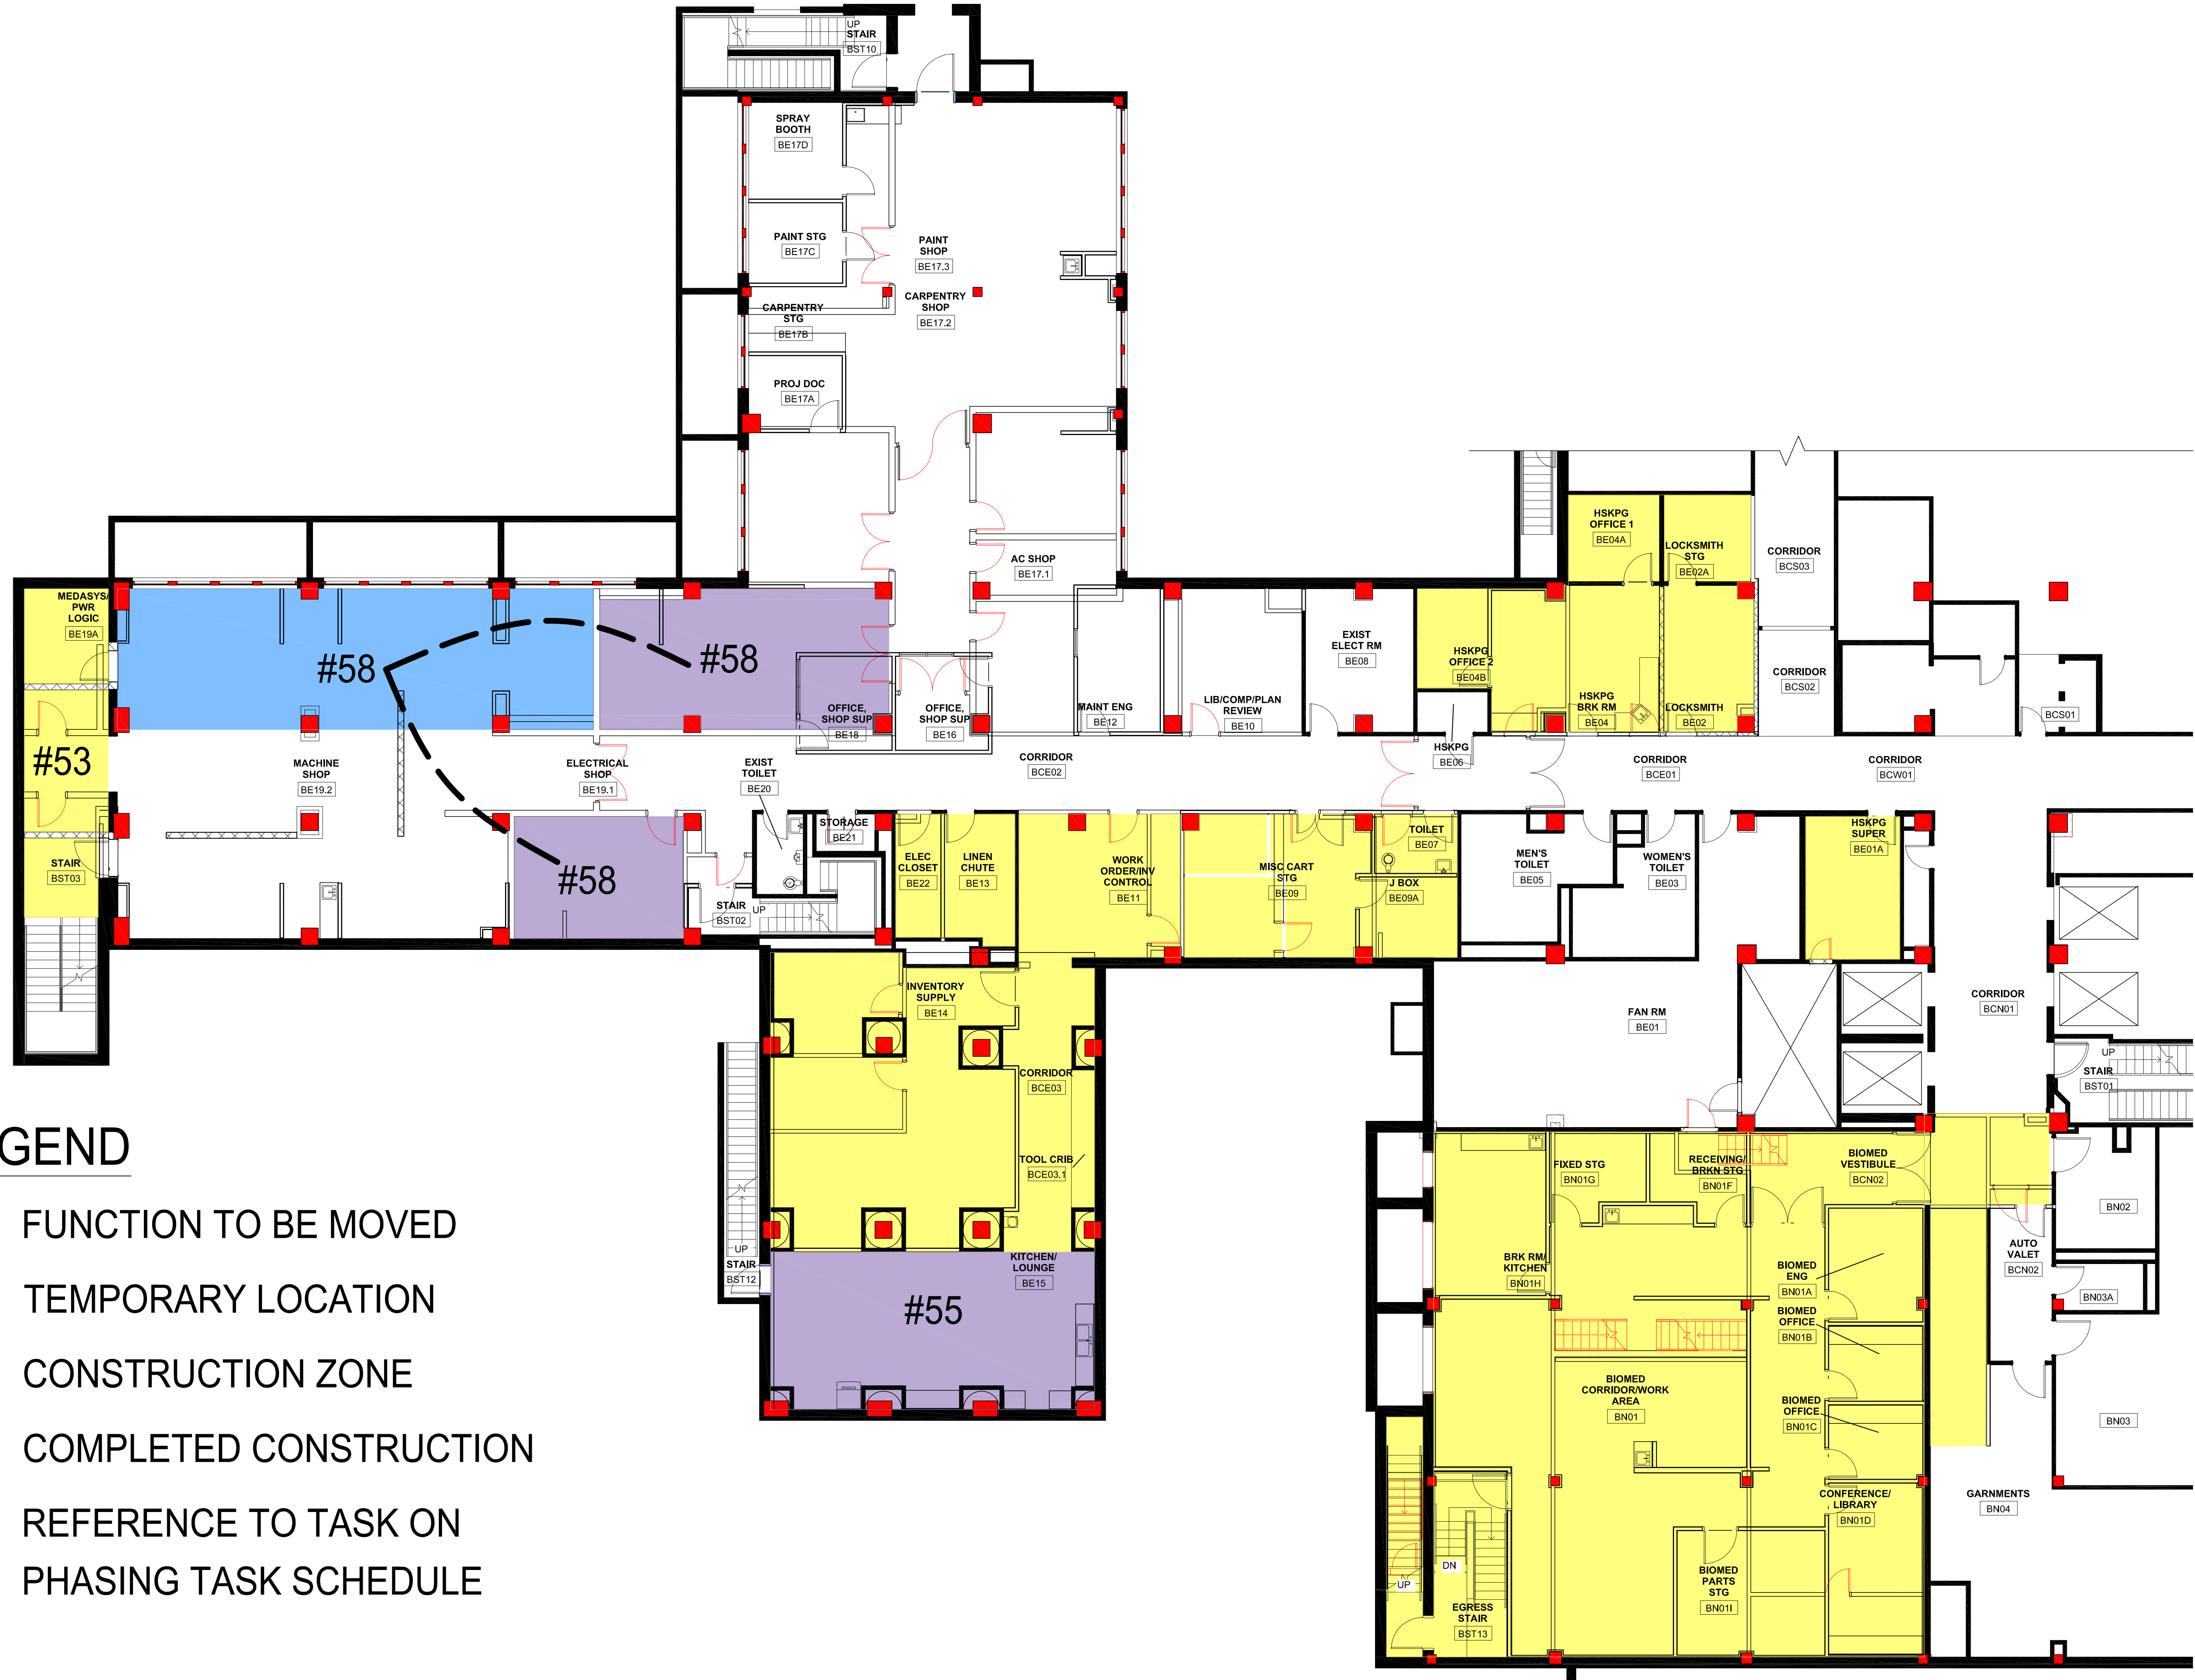 UP
STAIR
BST10
SPRAY
BOOTH
BE17D
PAINT STG
BE17C
PAINT
SHOP
BE17.3
CARPENTRY
STG
BE17B
CARPENTRY
SHOP
BE17.2
PROJ DOC
BE17A
AC SHOP
BE17.1
HSKPG
OFFICE 1
BE04A
LOCKSMITH
STG
BE02A
CORRIDOR
BCS03
MEDASYS/
PWR
LOGIC
BE19A
#58
#58
OFFICE,
SHOP SUP
BE18
OFFICE,
SHOP SUP
BE16
MAINT ENG
BE12
LIB/COMP/PLAN
REVIEW
BE10
EXIST
ELECT RM
BE08
HSKPG
OFFICE 2
BE04B
HSKPG
BRK RM
BE04
LOCKSMITH
BE02
CORRIDOR
BCS02
BCS01
#53
MACHINE
SHOP
BE19.2
ELECTRICAL
SHOP
BE19.1
EXIST
TOILET
BE20
CORRIDOR
BCE02
HSKPG
BE06
CORRIDOR
BCE01
CORRIDOR
BCW01
STAIR
BST03
#58
STORAGE
BE21
STAIR
BST02
UP
ELEC
CLOSET
BE22
LINEN
CHUTE
BE13
WORK
ORDER/INV
CONTROL
BE11
MISC CART
STG
BE09
TOILET
BE07
J BOX
BE09A
MEN'S
TOILET
BE05
WOMEN'S
TOILET
BE03
HSKPG
SUPER
BE01A
INVENTORY
SUPPLY
BE14
FAN RM
BE01
CORRIDOR
BCN01
CORRIDOR
BCE03
UP
STAIR
BST01
GEND
TOOL CRIB
BCE03.1
FIXED STG
BN01G
RECEIVING/
BRKN STG
BN01F
BIOMED
VESTIBULE
BCN02
BN02
FUNCTION TO BE MOVED
UP
STAIR
BST12
KITCHEN/
LOUNGE
BE15
BRK RM/
KITCHEN
BN01H
BIOMED
ENG
BN01A
AUTO
VALET
BCN02
BN03A
TEMPORARY LOCATION
#55
BIOMED
OFFICE
BN01B
CONSTRUCTION ZONE
BIOMED
CORRIDOR/WORK
AREA
BN01
BIOMED
OFFICE
BN01C
BN03
COMPLETED CONSTRUCTION
CONFERENCE/
LIBRARY
BN01D
GARNMENTS
BN04
REFERENCE TO TASK ON
PHASING TASK SCHEDULE
DN
UP
BIOMED
PARTS
STG
BN01I
EGRESS
STAIR
BST13